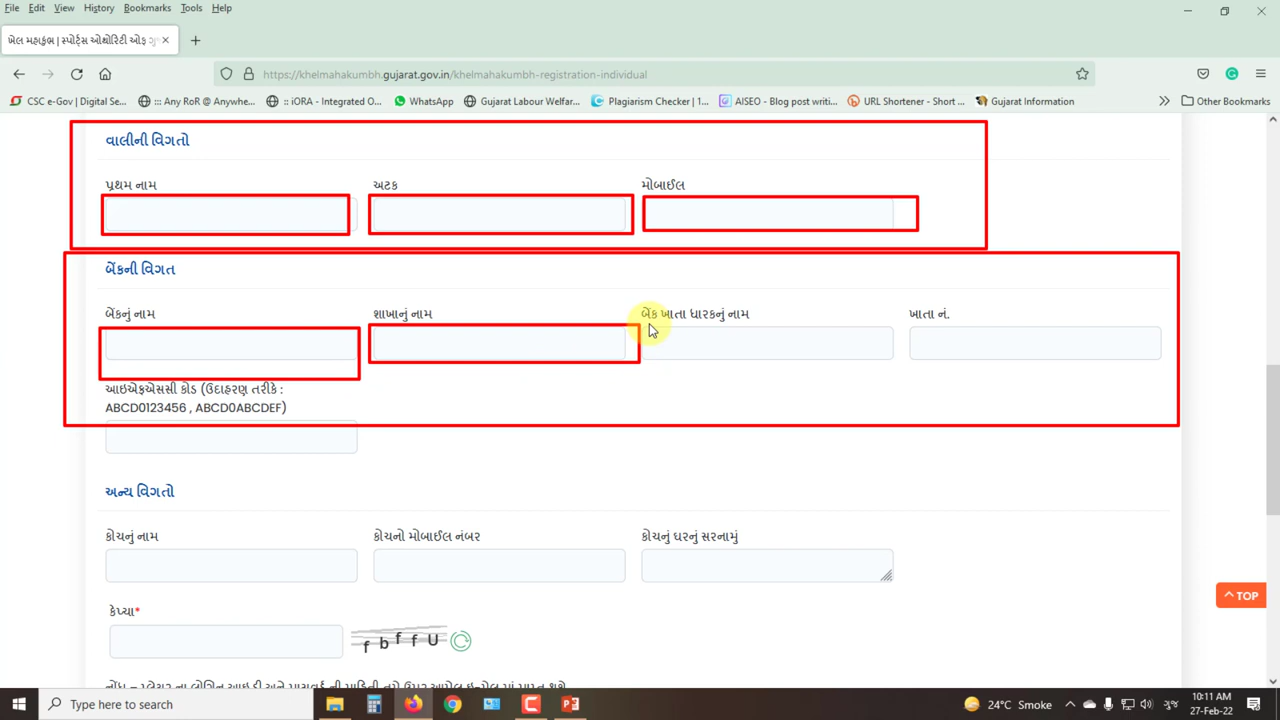 File Edit View History Bookmarks Tools Help
ખેલ મહાકુંભ | સ્પોર્ટ્સ ઓથોરિટી ઓફ ગુ
https://khelmahakumbh.gujarat.gov.in/khelmahakumbh-registration-individual
CSC e-Gov | Digital Se... ::: Any RoR @ Anywhe... :: iORA - Integrated O... WhatsApp Gujarat Labour Welfar... Plagiarism Checker | 1... AISEO - Blog post writi... URL Shortener - Short ... Gujarat Information Other Bookmarks
વાલીની વિગતો
પ્રથમ નામ અટક મોબાઈલ
બેંકની વિગત
બેંકનું નામ શાખાનું નામ બેંક ખાતા ધારકનું નામ ખાતા નં.
આઇએફએસસી કોડ (ઉદાહરણ તરીકે :
ABCD0123456 , ABCD0ABCDEF)
અન્ય વિગતો
કોચનું નામ કોચનો મોબાઈલ નંબર કોચનું ઘરનું સરનામું
TOP
કેપ્ચા*
f b f f U
Type here to search 24°C Smoke ગુજ 10:11 AM
27-Feb-22